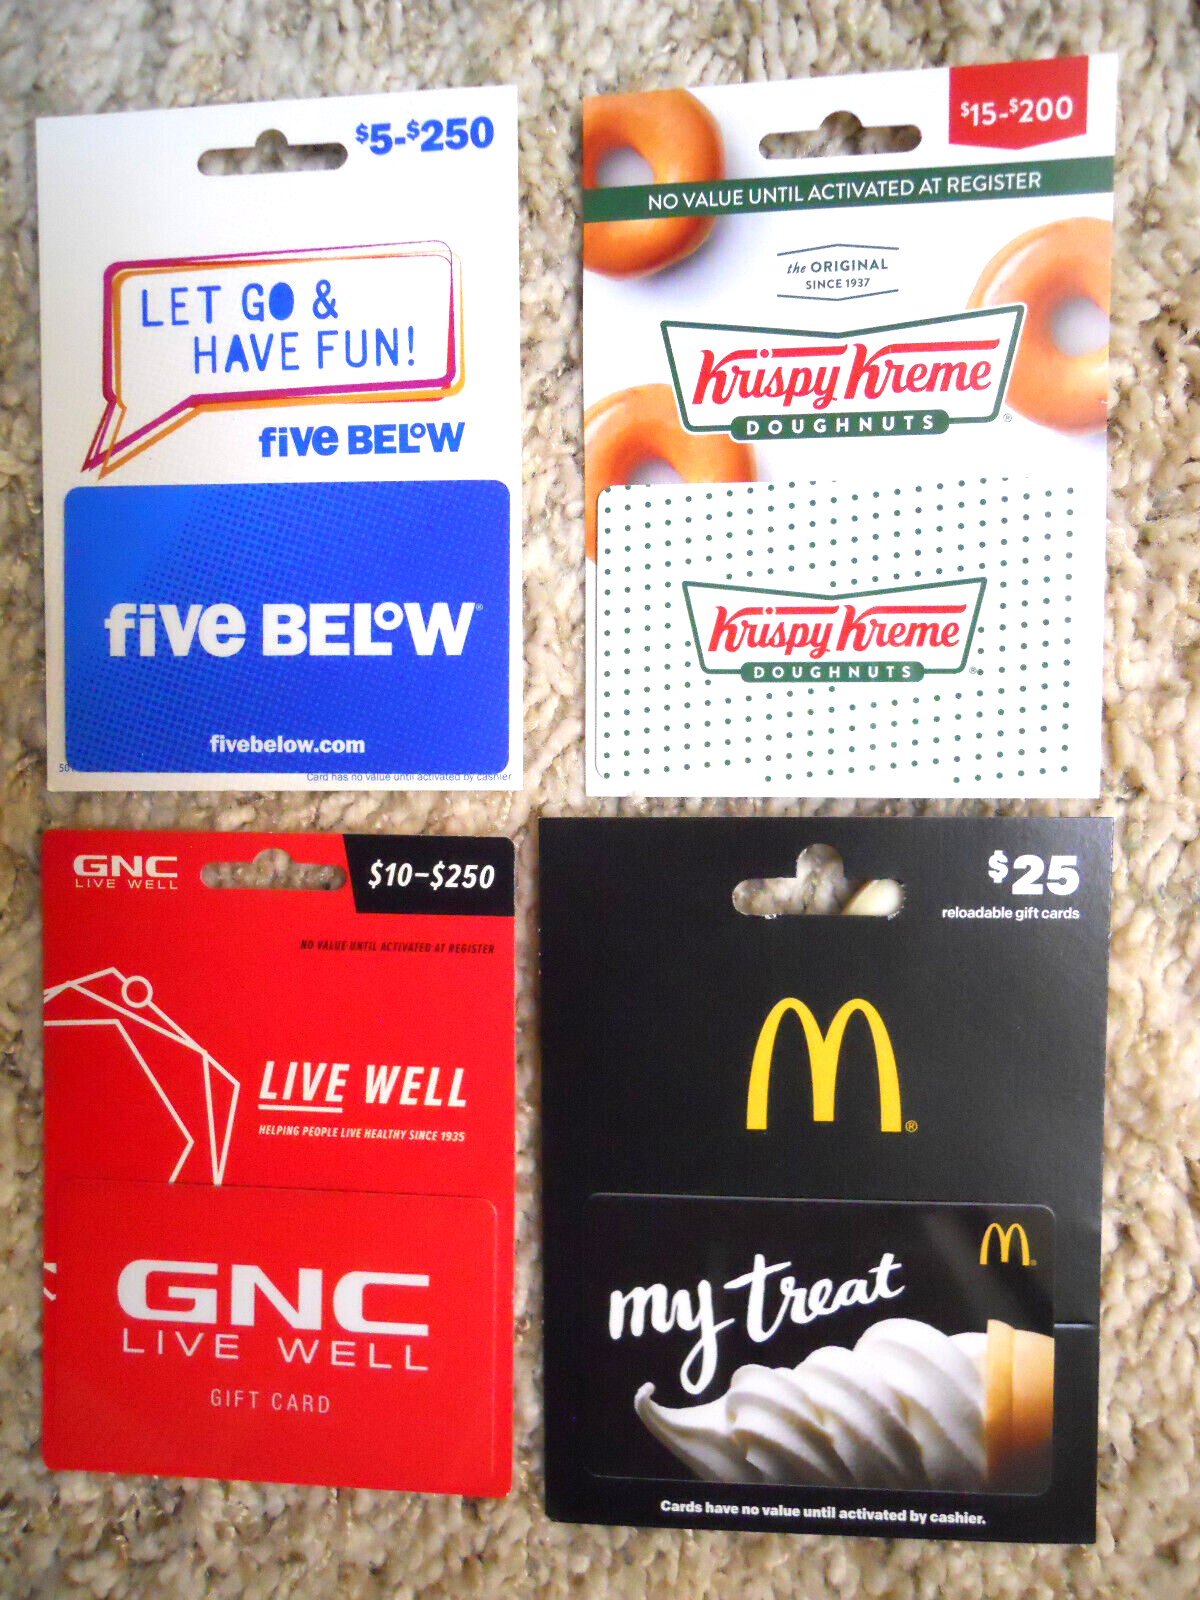 $5-$250
LET GO &
HAVE FUN!
five BELOW
five BELOW®
fivebelow.com
Card has no value until activated by cashier
$15-$200
NO VALUE UNTIL ACTIVATED AT REGISTER
the ORIGINAL
SINCE 1937
Krispy Kreme
DOUGHNUTS ®
Krispy Kreme
DOUGHNUTS ®
GNC
LIVE WELL
$10-$250
NO VALUE UNTIL ACTIVATED AT REGISTER
LIVE WELL
HELPING PEOPLE LIVE HEALTHY SINCE 1935
GNC
LIVE WELL
GIFT CARD
$25
reloadable gift cards
M®
M
my treat
Cards have no value until activated by cashier.